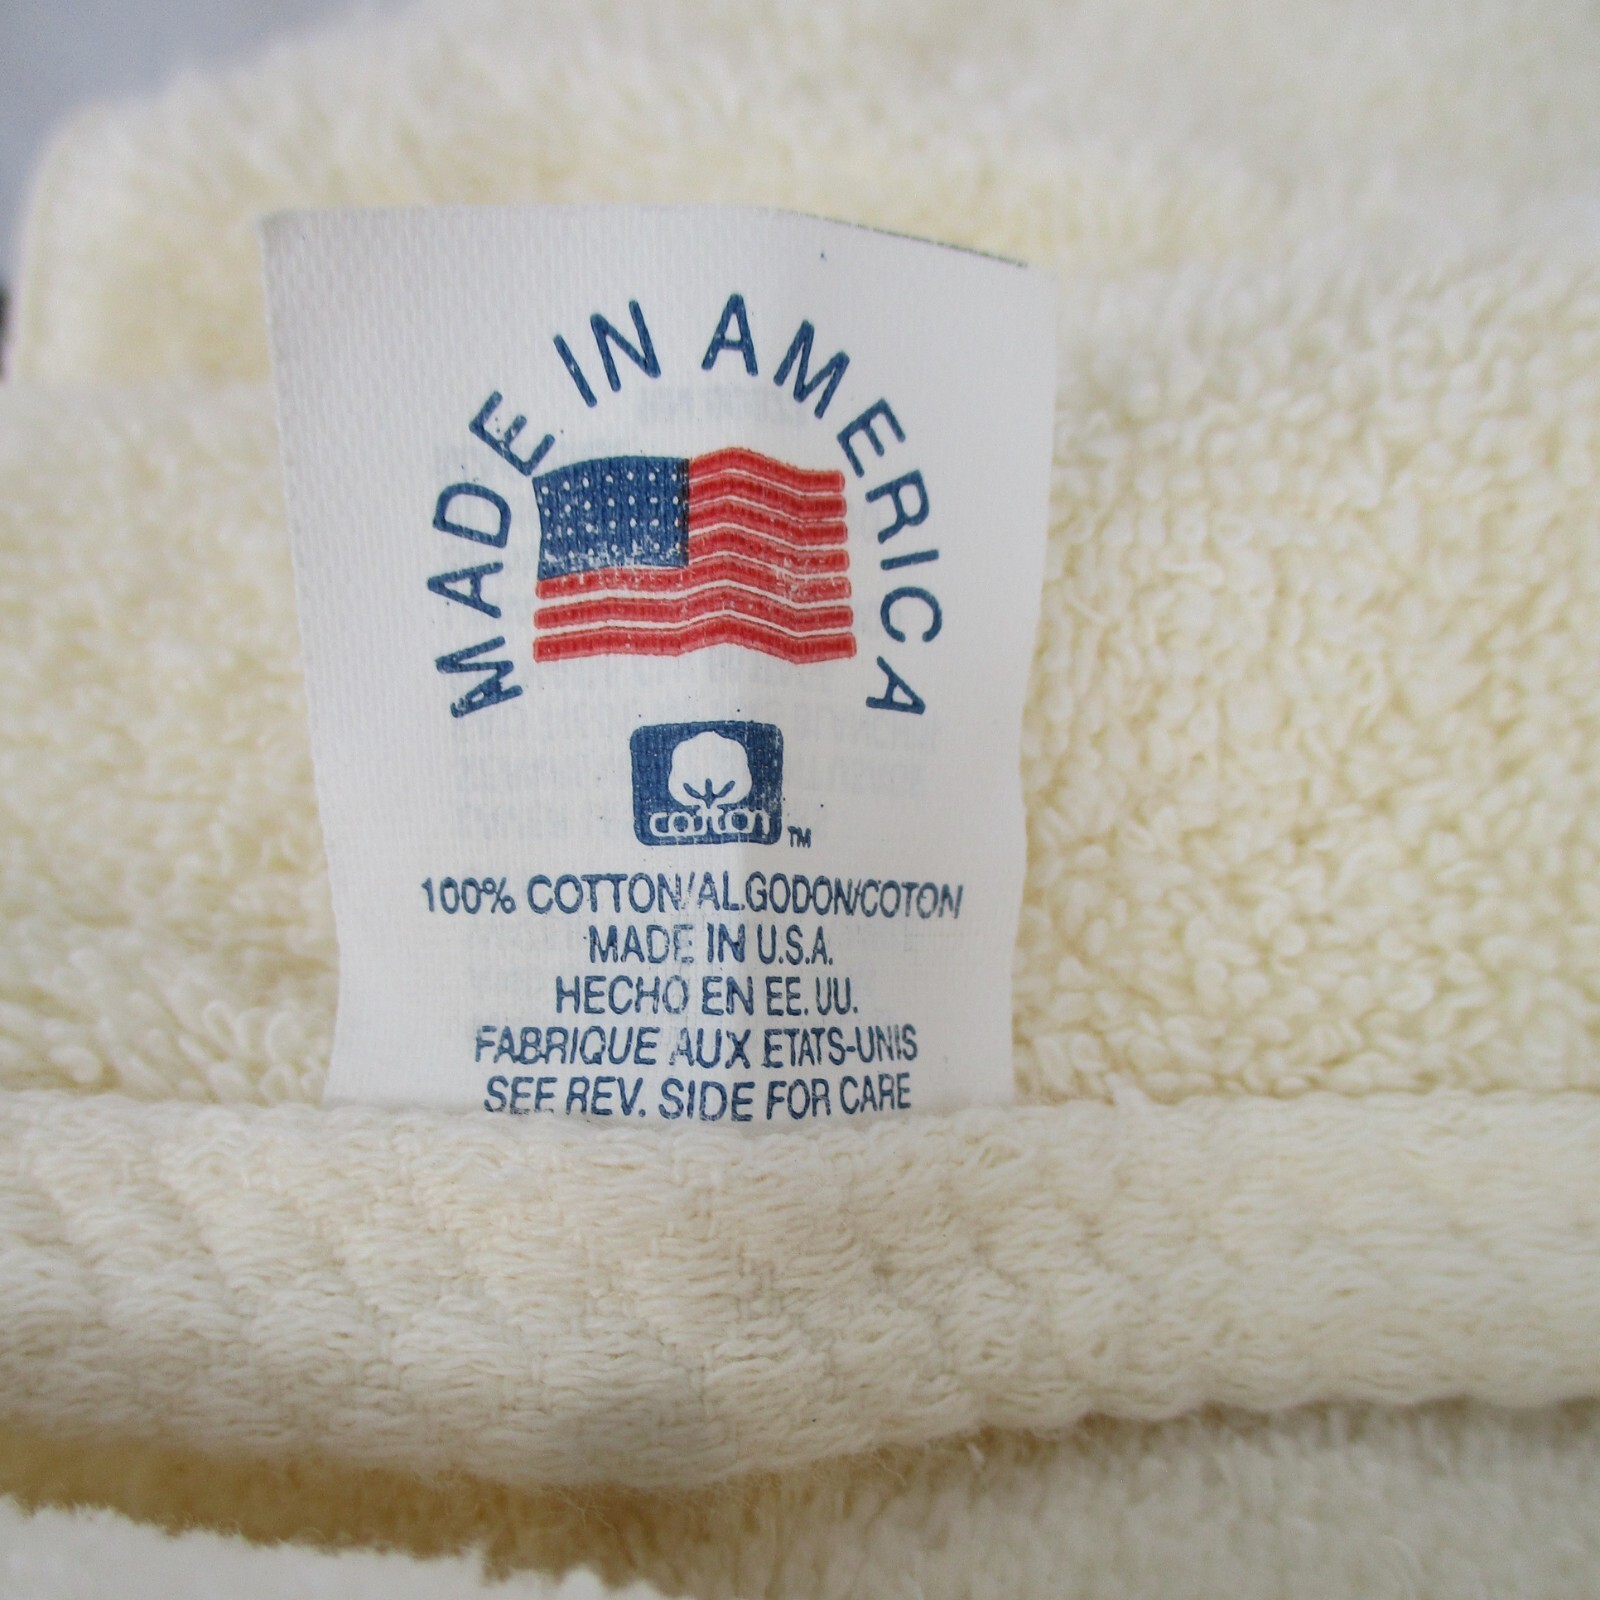 MADE IN AMERICA
cotton TM
100% COTTON/ALGODON/COTON
MADE IN U.S.A.
HECHO EN EE. UU.
FABRIQUE AUX ETATS-UNIS
SEE REV. SIDE FOR CARE